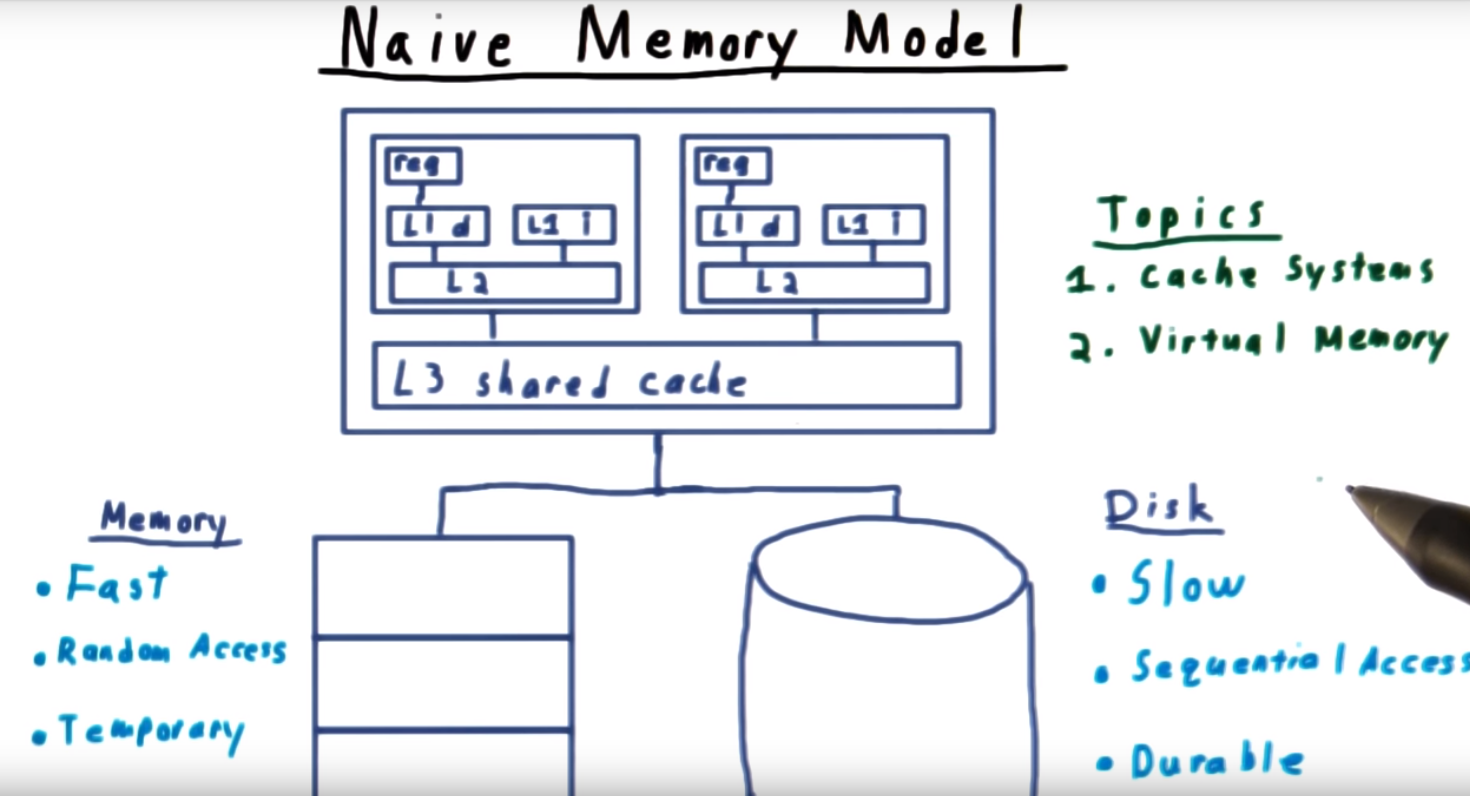 Naive Memory Model
reg
reg
L1 d
L1 i
L1 d
L1 i
L2
L2
L3 shared cache
Topics
1. Cache Systems
2. Virtual Memory
Memory
• Fast
• Random Access
• Temporary
Disk
• Slow
• Sequential Access
• Durable